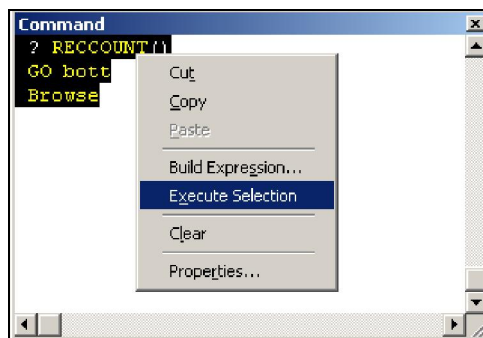 Command
? RECCOUNT()
GO bott
Browse
Cut
Copy
Paste
Build Expression...
Execute Selection
Clear
Properties...